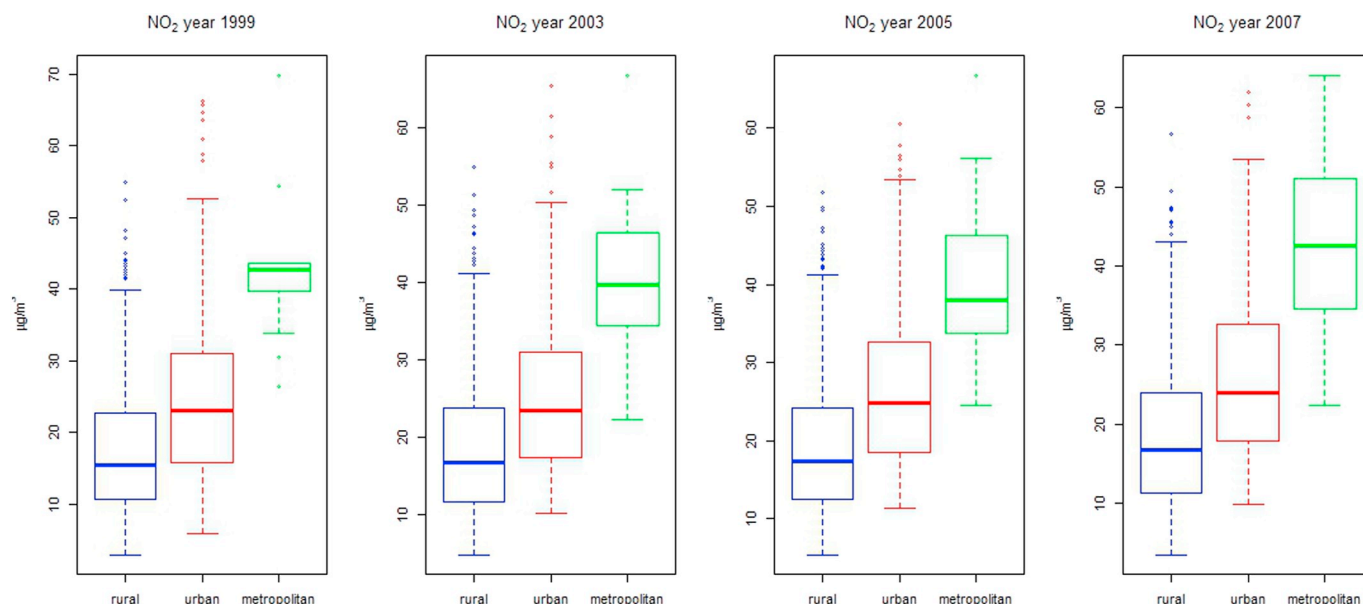 NO₂ year 1999
µg/m³
70
60
50
40
30
20
10
rural urban metropolitan
NO₂ year 2003
µg/m³
60
50
40
30
20
10
rural urban metropolitan
NO₂ year 2005
µg/m³
60
50
40
30
20
10
rural urban metropolitan
NO₂ year 2007
µg/m³
60
50
40
30
20
10
rural urban metropolitan